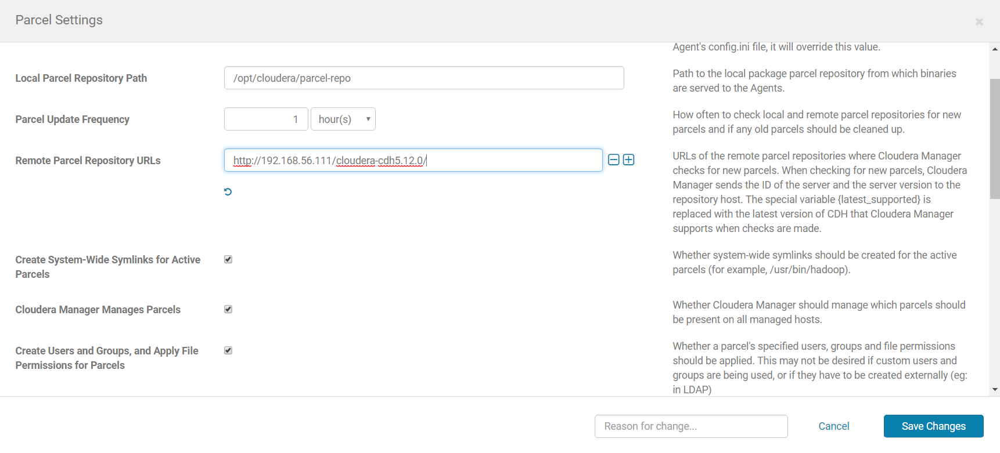 Parcel Settings
Agent's config.ini file, it will override this value.
Local Parcel Repository Path
/opt/cloudera/parcel-repo
Path to the local package parcel repository from which binaries
are served to the Agents.
Parcel Update Frequency
1
hour(s)
How often to check local and remote parcel repositories for new
parcels and if any old parcels should be cleaned up.
Remote Parcel Repository URLs
http://192.168.56.111/cloudera-cdh5.12.0/
URLs of the remote parcel repositories where Cloudera Manager
checks for new parcels. When checking for new parcels, Cloudera
Manager sends the ID of the server and the server version to the
repository host. The special variable {latest_supported} is
replaced with the latest version of CDH that Cloudera Manager
supports when checks are made.
Create System-Wide Symlinks for Active
Parcels
Whether system-wide symlinks should be created for the active
parcels (for example, /usr/bin/hadoop).
Cloudera Manager Manages Parcels
Whether Cloudera Manager should manage which parcels should
be present on all managed hosts.
Create Users and Groups, and Apply File
Permissions for Parcels
Whether a parcel's specified users, groups and file permissions
should be applied. This may not be desired if custom users and
groups are being used, or if they have to be created externally (eg:
in LDAP)
Reason for change...
Cancel
Save Changes